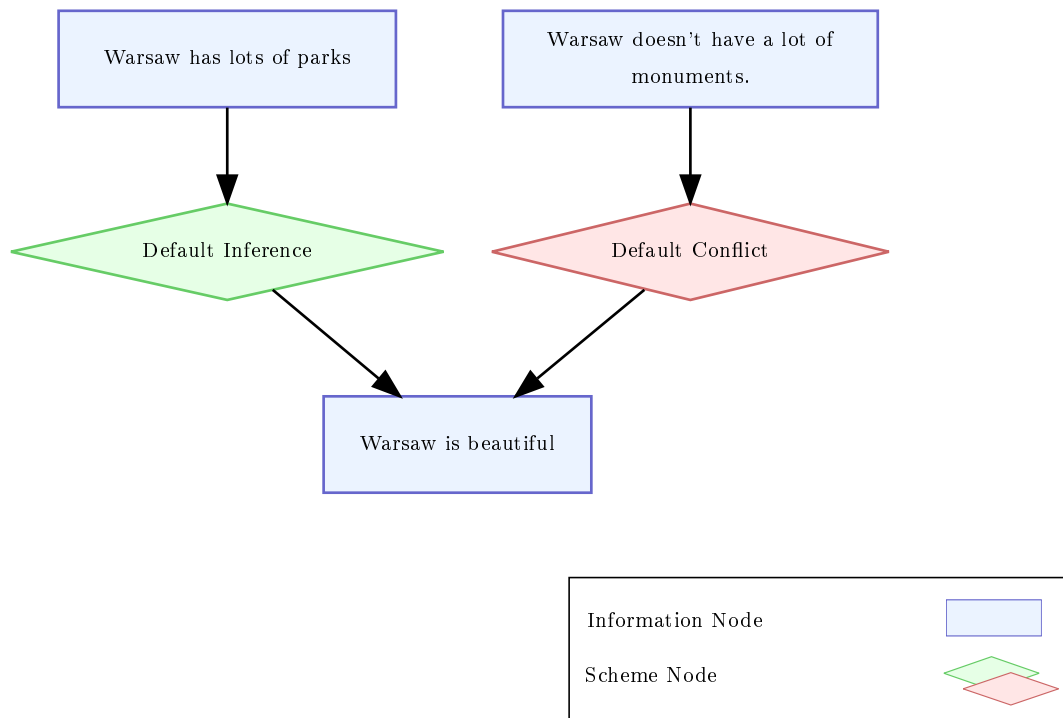 Warsaw has lots of parks
Warsaw doesn't have a lot of
monuments.
Default Inference
Default Conflict
Warsaw is beautiful
Information Node
Scheme Node